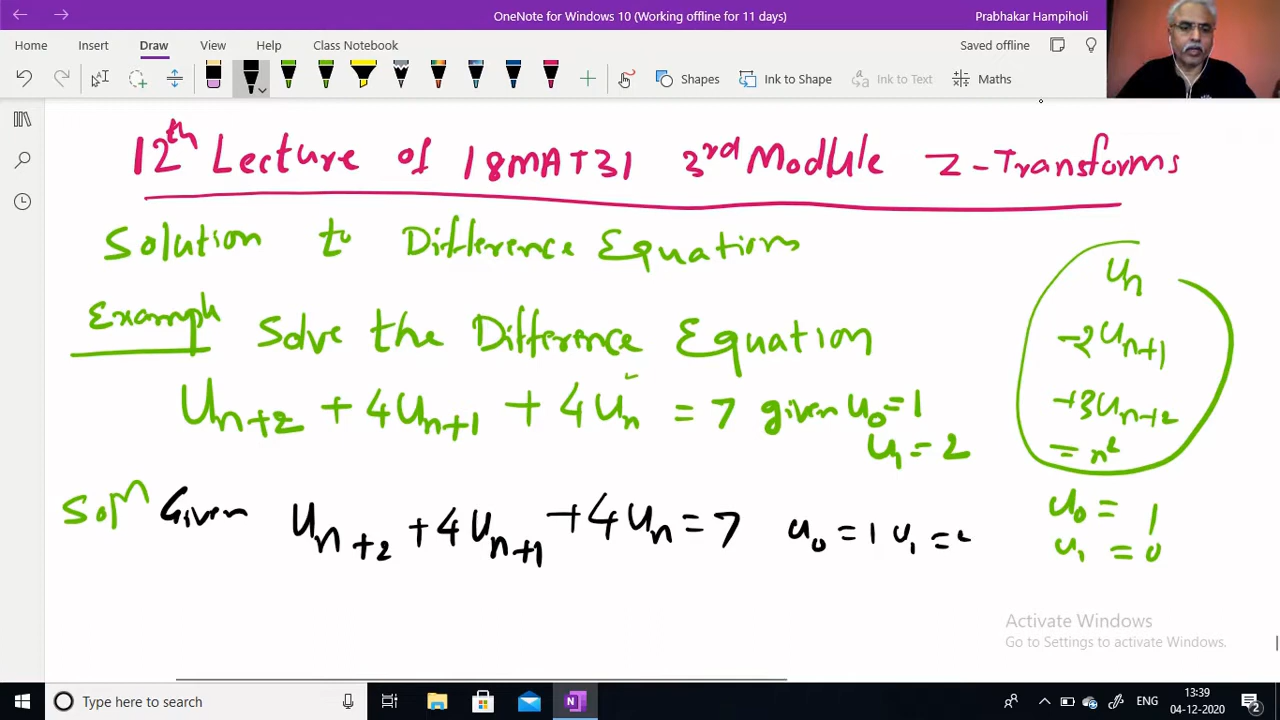 OneNote for Windows 10 (Working offline for 11 days)
Prabhakar Hampiholi
Home Insert Draw View Help Class Notebook
Saved offline
Shapes Ink to Shape Ink to Text Maths
12th Lecture of 18MAT31 3rd Module Z-Transforms
Solution to Difference Equations
Example Solve the Difference Equation
Un+2 + 4Un+1 + 4Un = 7 given u0=1
u1 = 2
un
-2un+1
+3un+2
= n²
u0 = 1
u1 = 0
Soln Given Un+2 + 4Un+1 + 4Un = 7 u0 = 1 u1 =
Activate Windows
Go to Settings to activate Windows.
Type here to search
ENG
13:39
04-12-2020
2